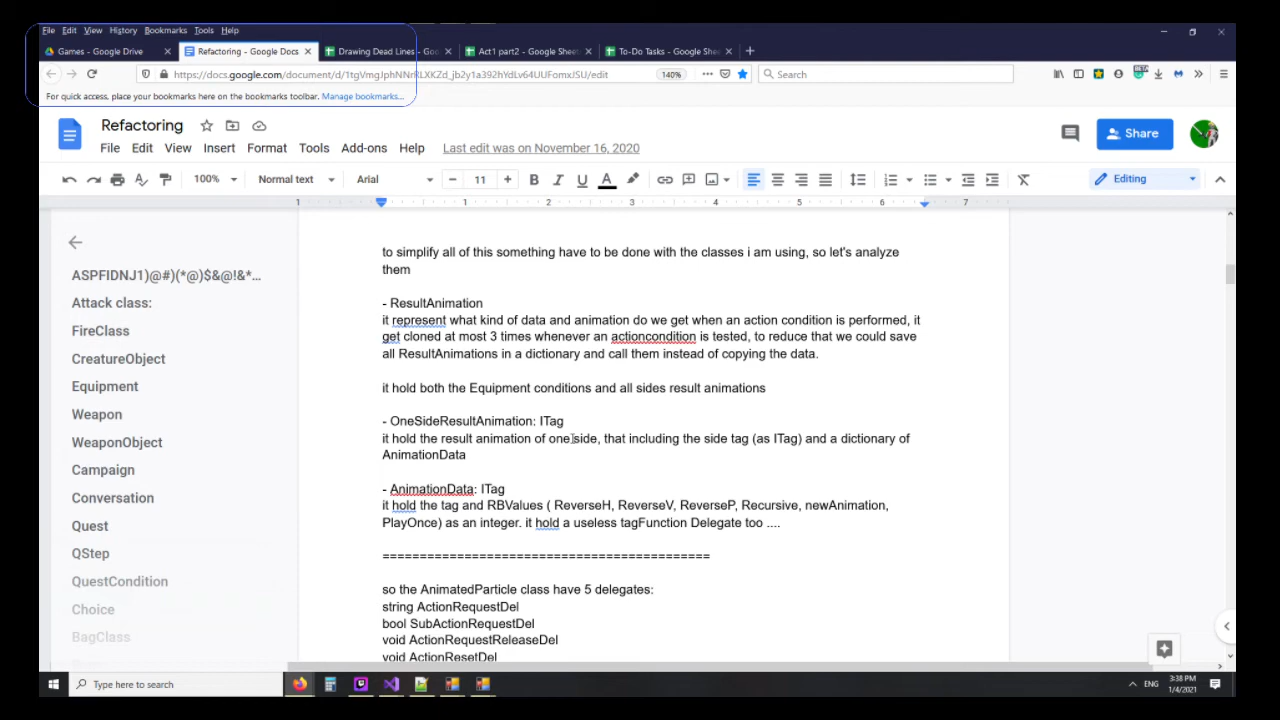 File Edit View History Bookmarks Tools Help
Games - Google Drive
Refactoring - Google Docs
Drawing Dead Lines - Goo
Act1 part2 - Google Sheets
To-Do Tasks - Google Sheet
140%
Search
For quick access, place your bookmarks here on the bookmarks toolbar. Manage bookmarks...
Refactoring
Share
File Edit View Insert Format Tools Add-ons Help Last edit was on November 16, 2020
100% Normal text Arial 11 Editing
1 1 2 3 4 5 6 7
ASPFIDNJ1)@#)(*@)$&@!&*...
Attack class:
FireClass
CreatureObject
Equipment
Weapon
WeaponObject
Campaign
Conversation
Quest
QStep
QuestCondition
Choice
BagClass
to simplify all of this something have to be done with the classes i am using, so let's analyze
them
- ResultAnimation
it represent what kind of data and animation do we get when an action condition is performed, it
get cloned at most 3 times whenever an actioncondition is tested, to reduce that we could save
all ResultAnimations in a dictionary and call them instead of copying the data.
it hold both the Equipment conditions and all sides result animations
- OneSideResultAnimation: ITag
it hold the result animation of one side, that including the side tag (as ITag) and a dictionary of
AnimationData
- AnimationData: ITag
it hold the tag and RBValues ( ReverseH, ReverseV, ReverseP, Recursive, newAnimation,
PlayOnce) as an integer. it hold a useless tagFunction Delegate too ....
============================================
so the AnimatedParticle class have 5 delegates:
string ActionRequestDel
bool SubActionRequestDel
void ActionRequestReleaseDel
void ActionResetDel
Type here to search
ENG
3:38 PM
1/4/2021